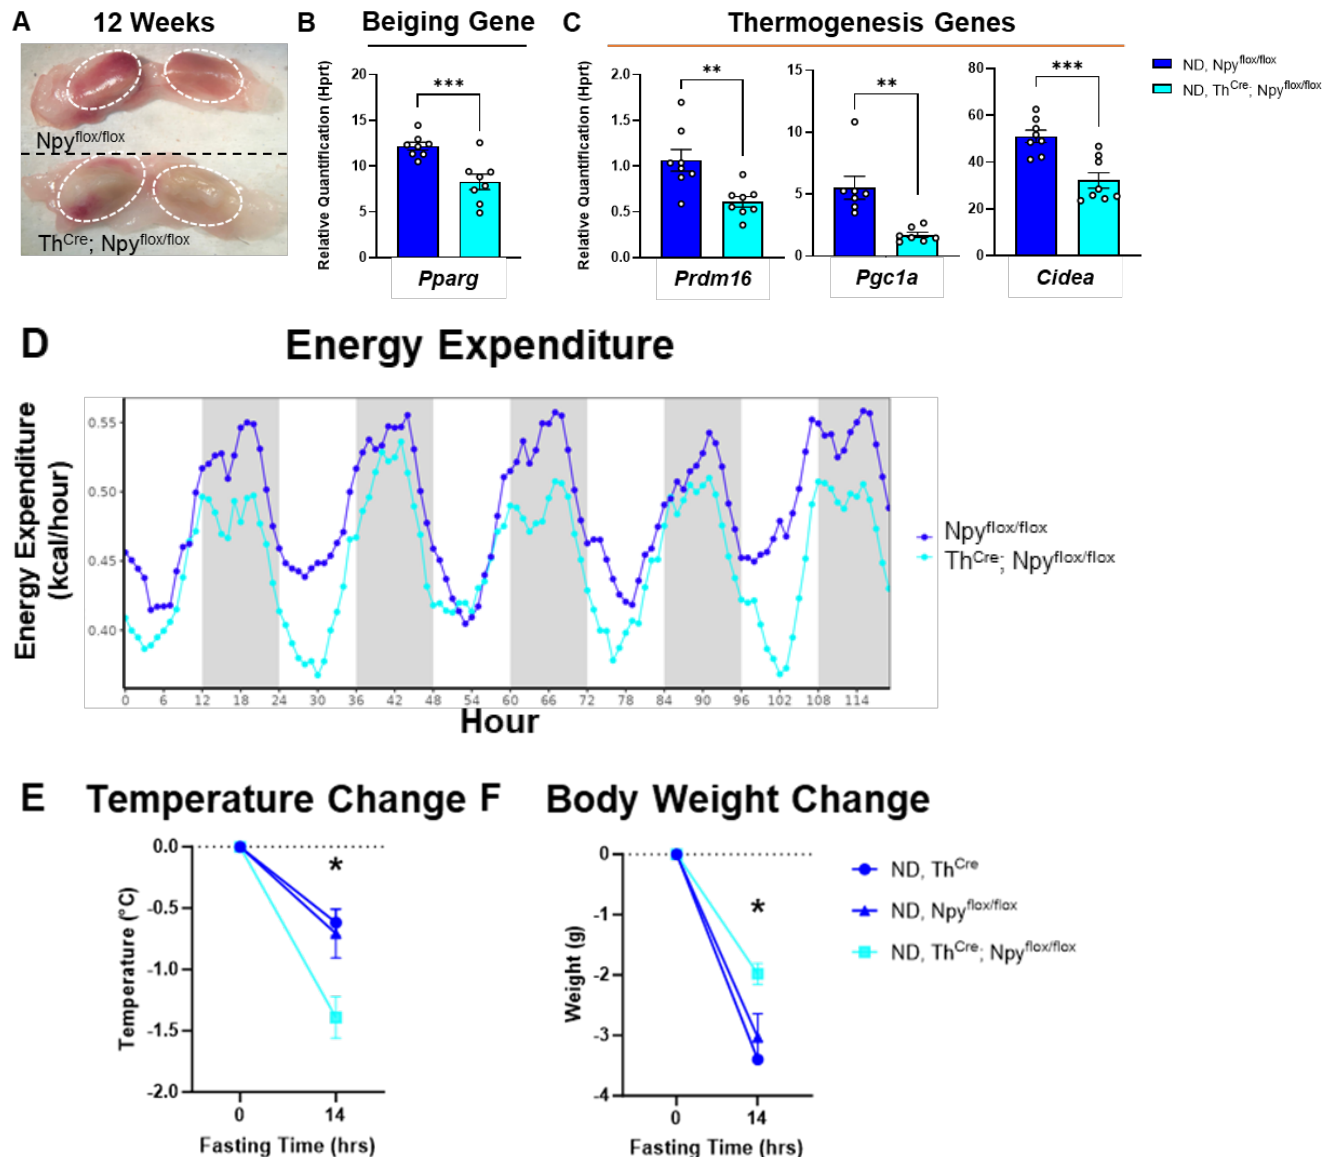 A 12 Weeks B Beiging Gene C Thermogenesis Genes
Npyflox/flox
ThCre; Npyflox/flox
Relative Quantification (Hprt)
20
15
10
5
0
***
Pparg
Relative Quantification (Hprt)
2.0
1.5
1.0
0.5
0.0
**
Prdm16
15
10
5
0
**
Pgc1a
80
60
40
20
0
***
Cidea
ND, Npyflox/flox
ND, ThCre; Npyflox/flox
D Energy Expenditure
Energy Expenditure
(kcal/hour)
0.55
0.50
0.45
0.40
0 6 12 18 24 30 36 42 48 54 60 66 72 78 84 90 96 102 108 114
Hour
Npyflox/flox
ThCre; Npyflox/flox
E Temperature Change F Body Weight Change
Temperature (°C)
0.0
-0.5
-1.0
-1.5
-2.0
*
0 14
Fasting Time (hrs)
Weight (g)
0
-1
-2
-3
-4
*
0 14
Fasting Time (hrs)
ND, ThCre
ND, Npyflox/flox
ND, ThCre; Npyflox/flox